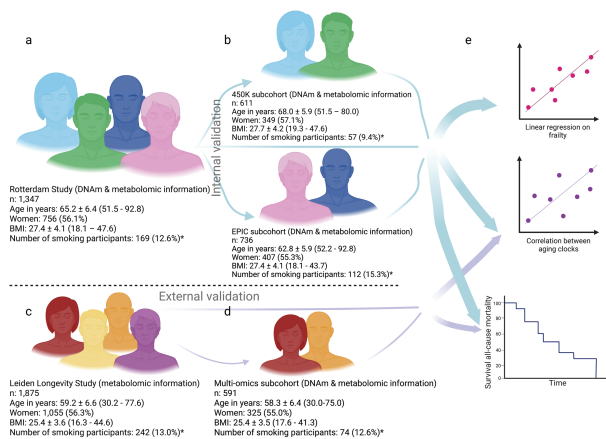 a
b
e
450K subcohort (DNAm & metabolomic information
n: 611
Age in years: 68.0 ± 5.9 (51.5 – 80.0)
Women: 349 (57.1%)
BMI: 27.7 ± 4.2 (19.3 - 47.6)
Number of smoking participants: 57 (9.4%)*
Internal validation
Linear regression on
frailty
Rotterdam Study (DNAm & metabolomic information)
n: 1,347
Age in years: 65.2 ± 6.4 (51.5 - 92.8)
Women: 756 (56.1%)
BMI: 27.4 ± 4.1 (18.1 – 47.6)
Number of smoking participants: 169 (12.6%)*
EPIC subcohort (DNAm & metabolomic information)
n: 736
Age in years: 62.8 ± 5.9 (52.2 - 92.8)
Women: 407 (55.3%)
BMI: 27.4 ± 4.1 (18.1 - 43.7)
Number of smoking participants: 112 (15.3%)*
Correlation between
aging clocks
External validation
c
d
Leiden Longevity Study (metabolomic information)
n: 1,875
Age in years: 59.2 ± 6.6 (30.2 - 77.6)
Women: 1,055 (56.3%)
BMI: 25.4 ± 3.6 (16.3 - 44.6)
Number of smoking participants: 242 (13.0%)*
Multi-omics subcohort (DNAm & metabolomic information)
n: 591
Age in years: 58.3 ± 6.4 (30.0-75.0)
Women: 325 (55.0%)
BMI: 25.4 ± 3.5 (17.6 - 41.3)
Number of smoking participants: 74 (12.6%)*
Survival all-cause mortality
100
80
60
40
20
0
Time